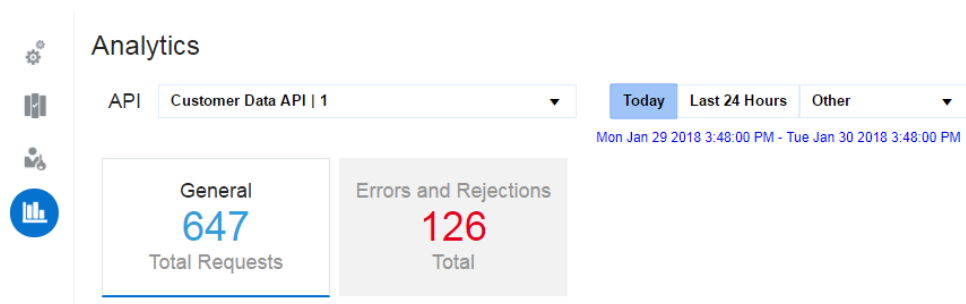 Analytics
API Customer Data API | 1 Today Last 24 Hours Other
Mon Jan 29 2018 3:48:00 PM - Tue Jan 30 2018 3:48:00 PM
General
647
Total Requests
Errors and Rejections
126
Total